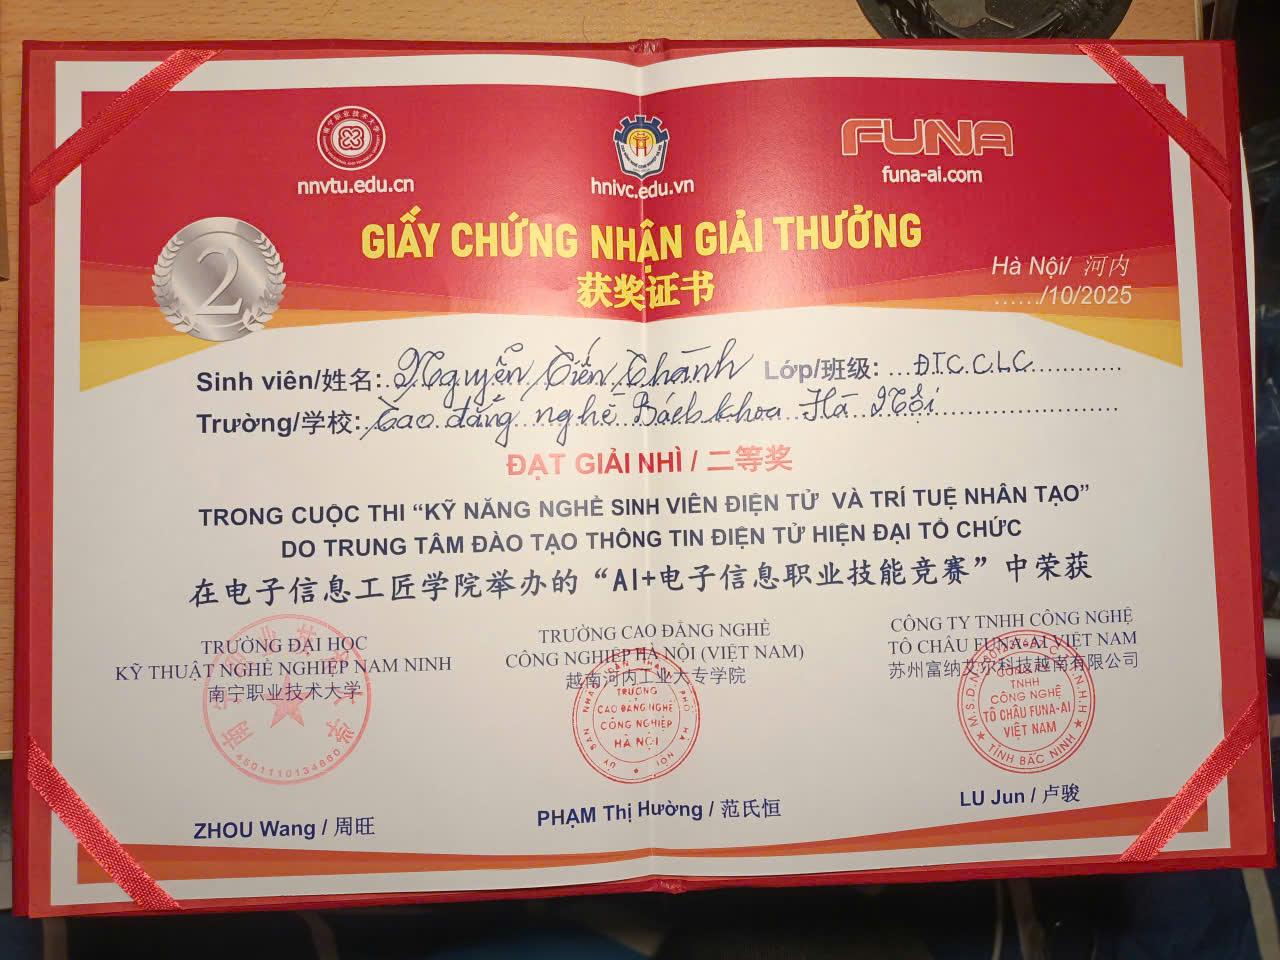 nnvtu.edu.cn
hnivc.edu.vn
FUNA
funa-ai.com
GIẤY CHỨNG NHẬN GIẢI THƯỞNG
获奖证书
2
Hà Nội/ 河内
....../10/2025
Sinh viên/姓名: Nguyễn Tiến Thành Lớp/班级: ĐTC.CLC
Trường/学校: Cao đẳng nghề Bách khoa Hà Nội
ĐẠT GIẢI NHÌ / 二等奖
TRONG CUỘC THI “KỸ NĂNG NGHỀ SINH VIÊN ĐIỆN TỬ VÀ TRÍ TUỆ NHÂN TẠO”
DO TRUNG TÂM ĐÀO TẠO THÔNG TIN ĐIỆN TỬ HIỆN ĐẠI TỔ CHỨC
在电子信息工匠学院举办的“AI+电子信息职业技能竞赛”中荣获
TRƯỜNG ĐẠI HỌC
KỸ THUẬT NGHỀ NGHIỆP NAM NINH
南宁职业技术大学
4501110134880
TRƯỜNG CAO ĐẲNG NGHỀ
CÔNG NGHIỆP HÀ NỘI (VIỆT NAM)
越南河内工业大专学院
TRƯỜNG
CAO ĐẲNG NGHỀ
CÔNG NGHIỆP
HÀ NỘI
CÔNG TY TNHH CÔNG NGHỆ
TÔ CHÂU FUNA-AI VIỆT NAM
苏州富纳艾尔科技越南有限公司
CÔNG TY
TNHH
CÔNG NGHỆ
TÔ CHÂU FUNA-AI
VIỆT NAM
TỈNH BẮC NINH
ZHOU Wang / 周旺
PHẠM Thị Hường / 范氏恒
LU Jun / 卢骏